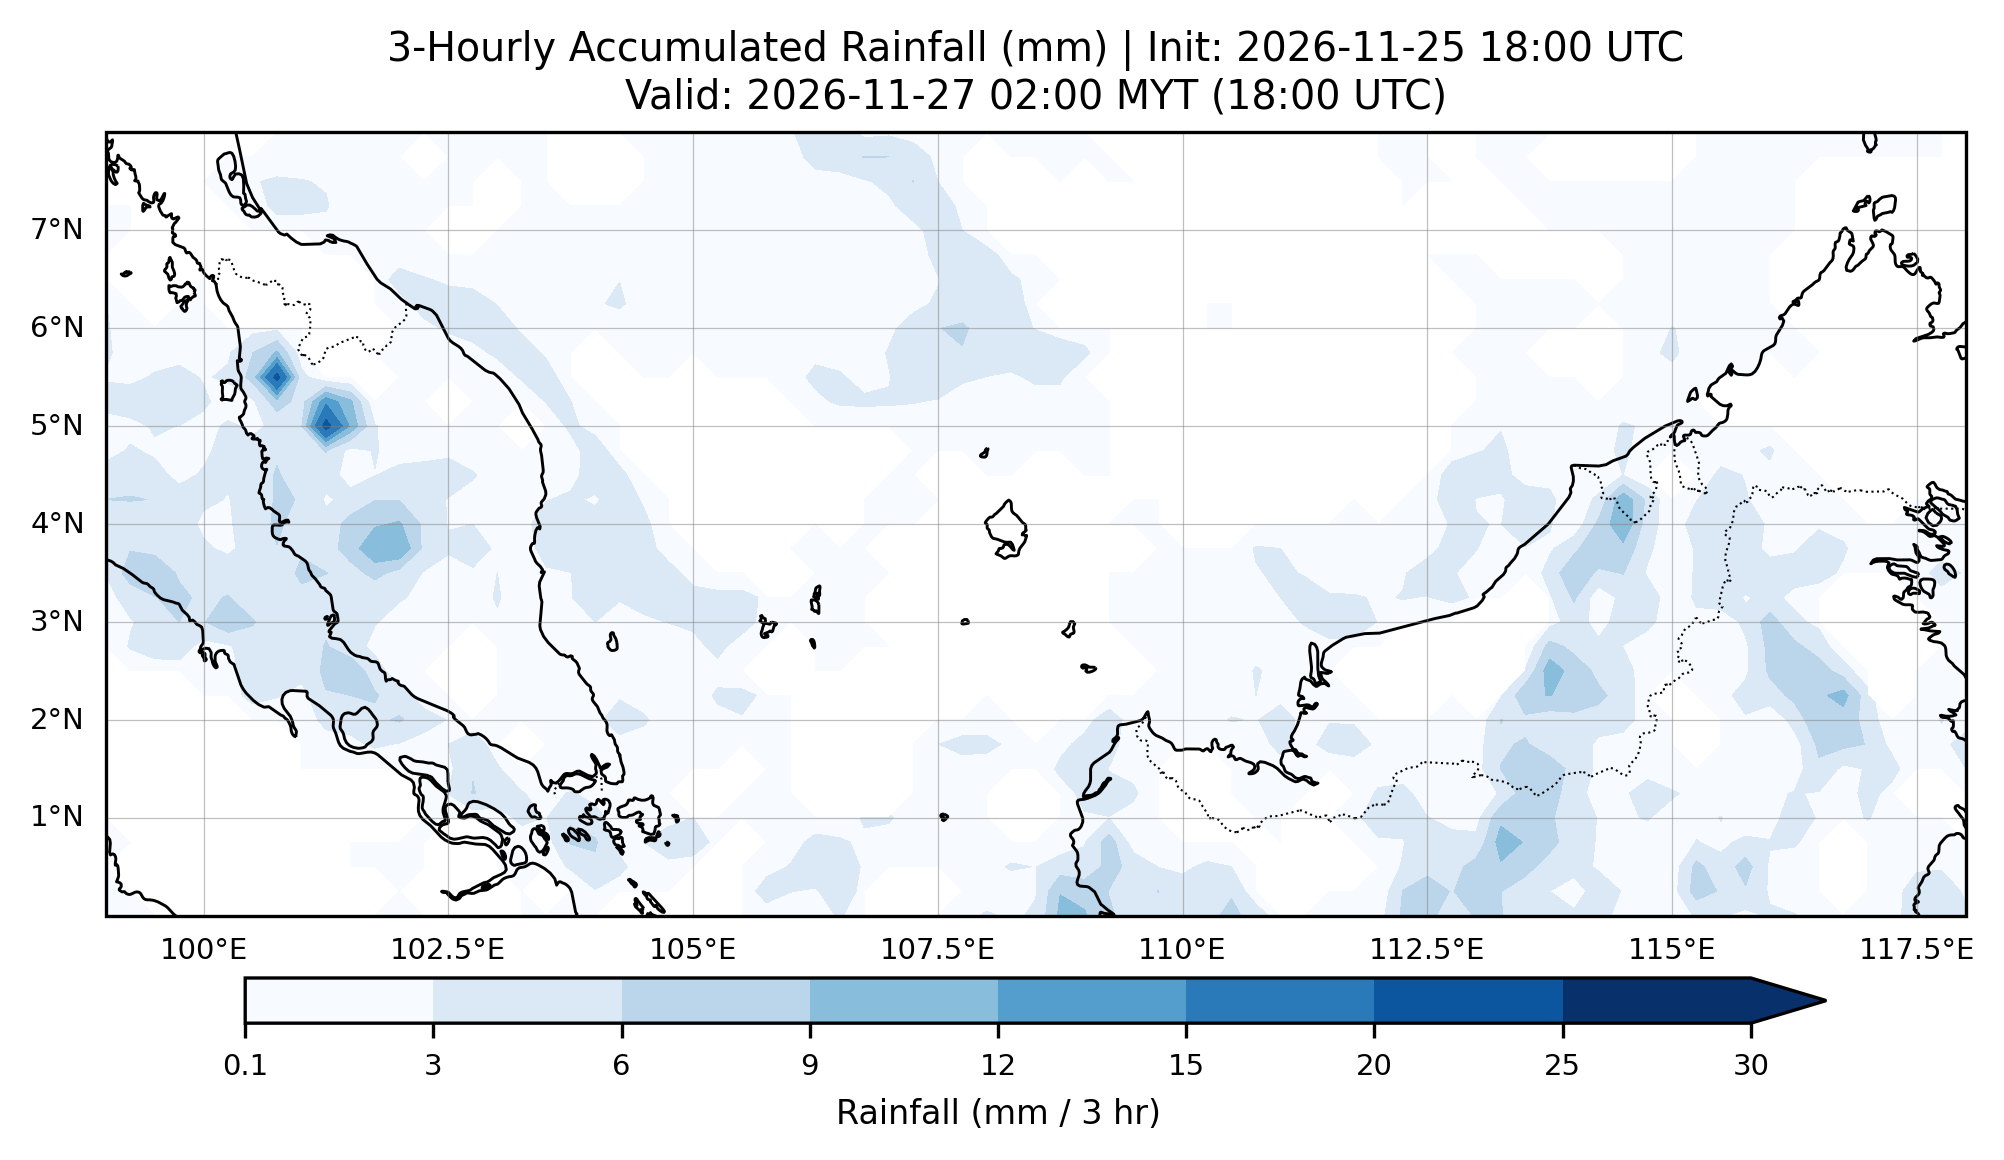 3-Hourly Accumulated Rainfall (mm) | Init: 2026-11-25 18:00 UTC
Valid: 2026-11-27 02:00 MYT (18:00 UTC)
7°N
6°N
5°N
4°N
3°N
2°N
1°N
100°E 102.5°E 105°E 107.5°E 110°E 112.5°E 115°E 117.5°E
0.1 3 6 9 12 15 20 25 30
Rainfall (mm / 3 hr)